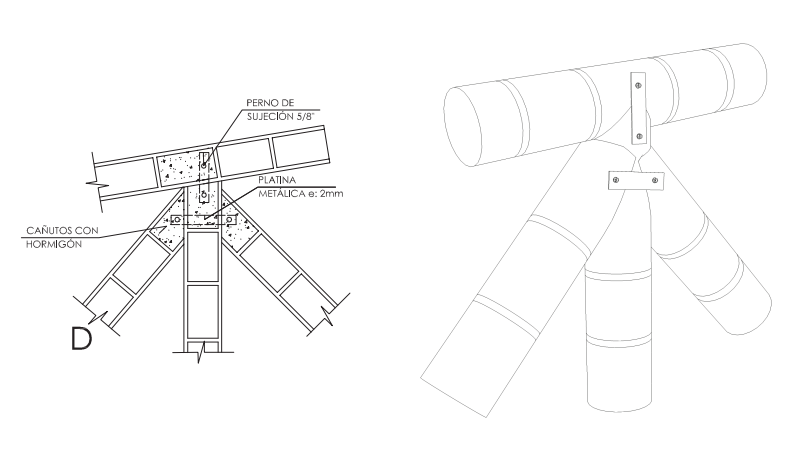 PERNO DE
SUJECIÓN 5/8"
PLATINA
METÁLICA e: 2mm
CAÑUTOS CON
HORMIGÓN
D